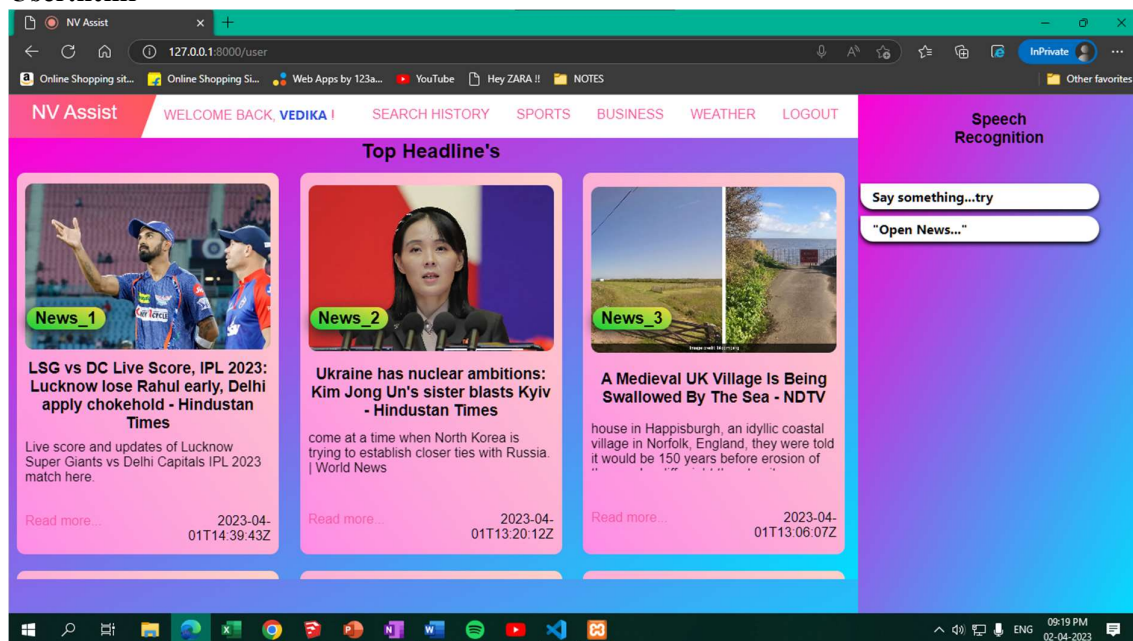 User.html
NV Assist
127.0.0.1:8000/user
InPrivate
Online Shopping sit...
Online Shopping Si...
Web Apps by 123a...
YouTube
Hey ZARA !!
NOTES
Other favorites
NV Assist
WELCOME BACK, VEDIKA !
SEARCH HISTORY
SPORTS
BUSINESS
WEATHER
LOGOUT
Top Headline's
News_1
LSG vs DC Live Score, IPL 2023:
Lucknow lose Rahul early, Delhi
apply chokehold - Hindustan
Times
Live score and updates of Lucknow
Super Giants vs Delhi Capitals IPL 2023
match here.
Read more...
2023-04-
01T14:39:43Z
News_2
Ukraine has nuclear ambitions:
Kim Jong Un's sister blasts Kyiv
- Hindustan Times
come at a time when North Korea is
trying to establish closer ties with Russia.
| World News
Read more...
2023-04-
01T13:20:12Z
News_3
A Medieval UK Village Is Being
Swallowed By The Sea - NDTV
house in Happisburgh, an idyllic coastal
village in Norfolk, England, they were told
it would be 150 years before erosion of
Read more...
2023-04-
01T13:06:07Z
Speech
Recognition
Say something...try
"Open News..."
ENG
09:19 PM
02-04-2023